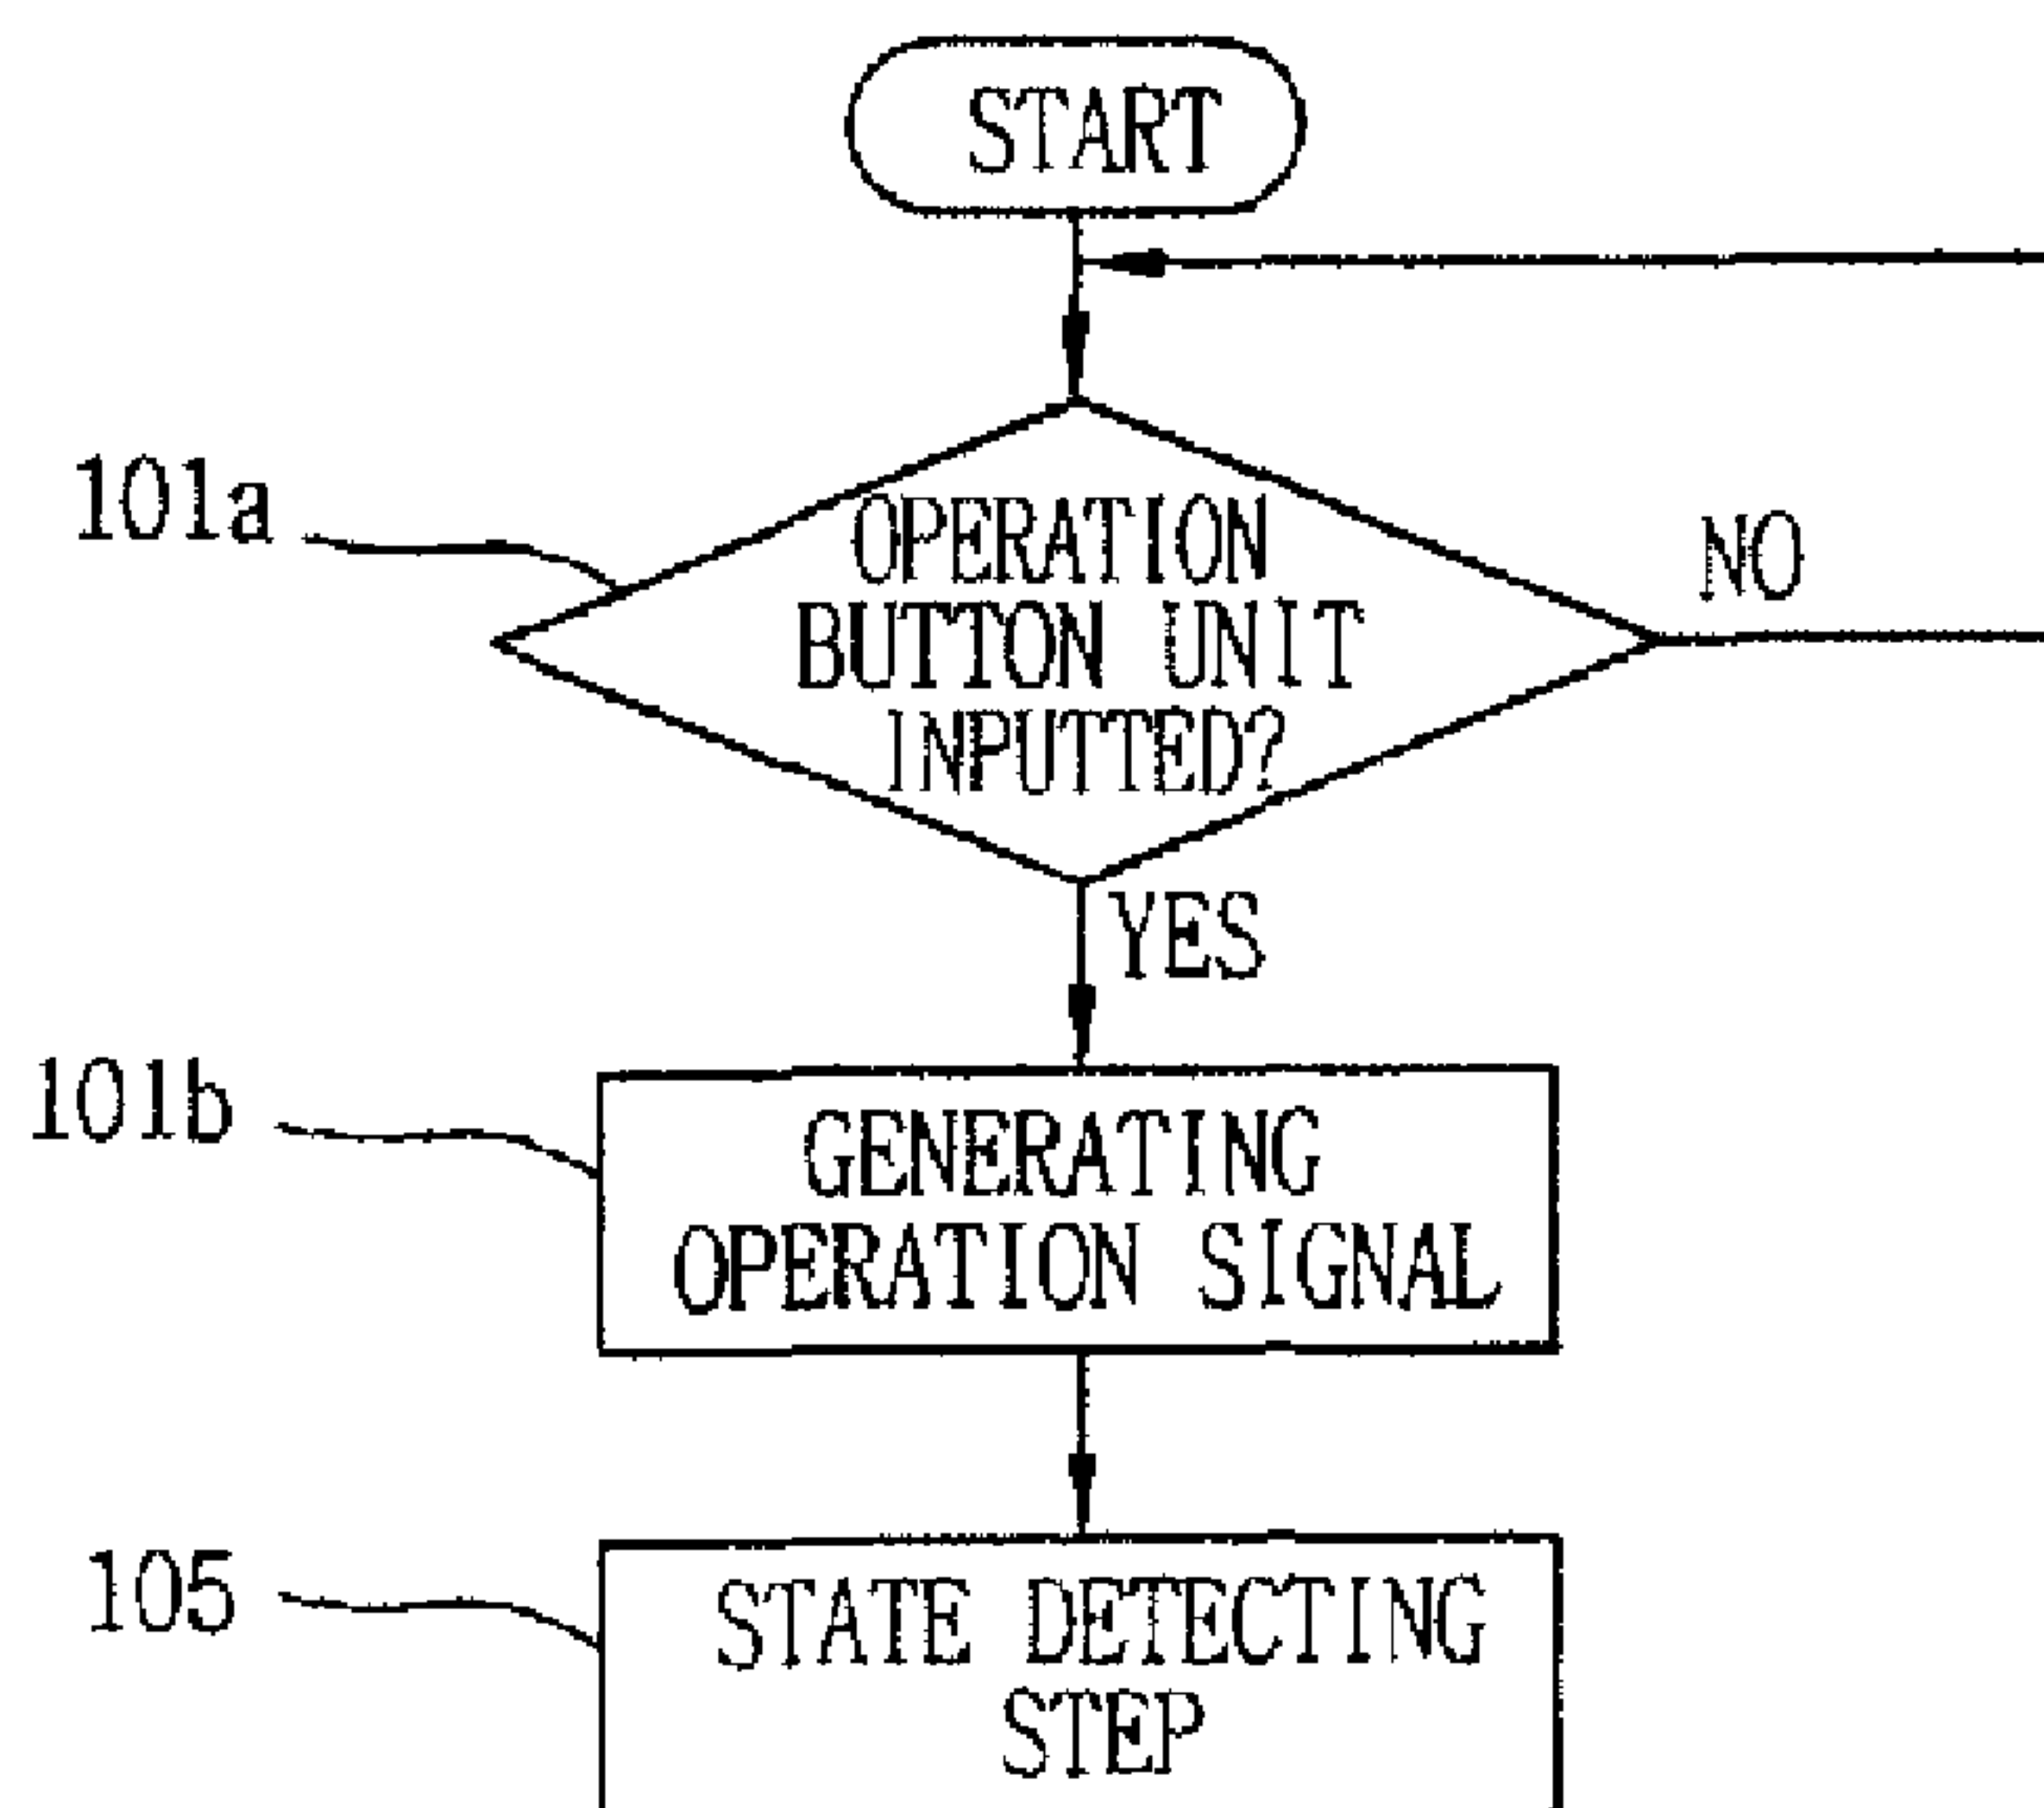 START
101a
OPERATION
BUTTON UNIT
INPUTTED?
NO
YES
101b
GENERATING
OPERATION SIGNAL
105
STATE DETECTING
STEP